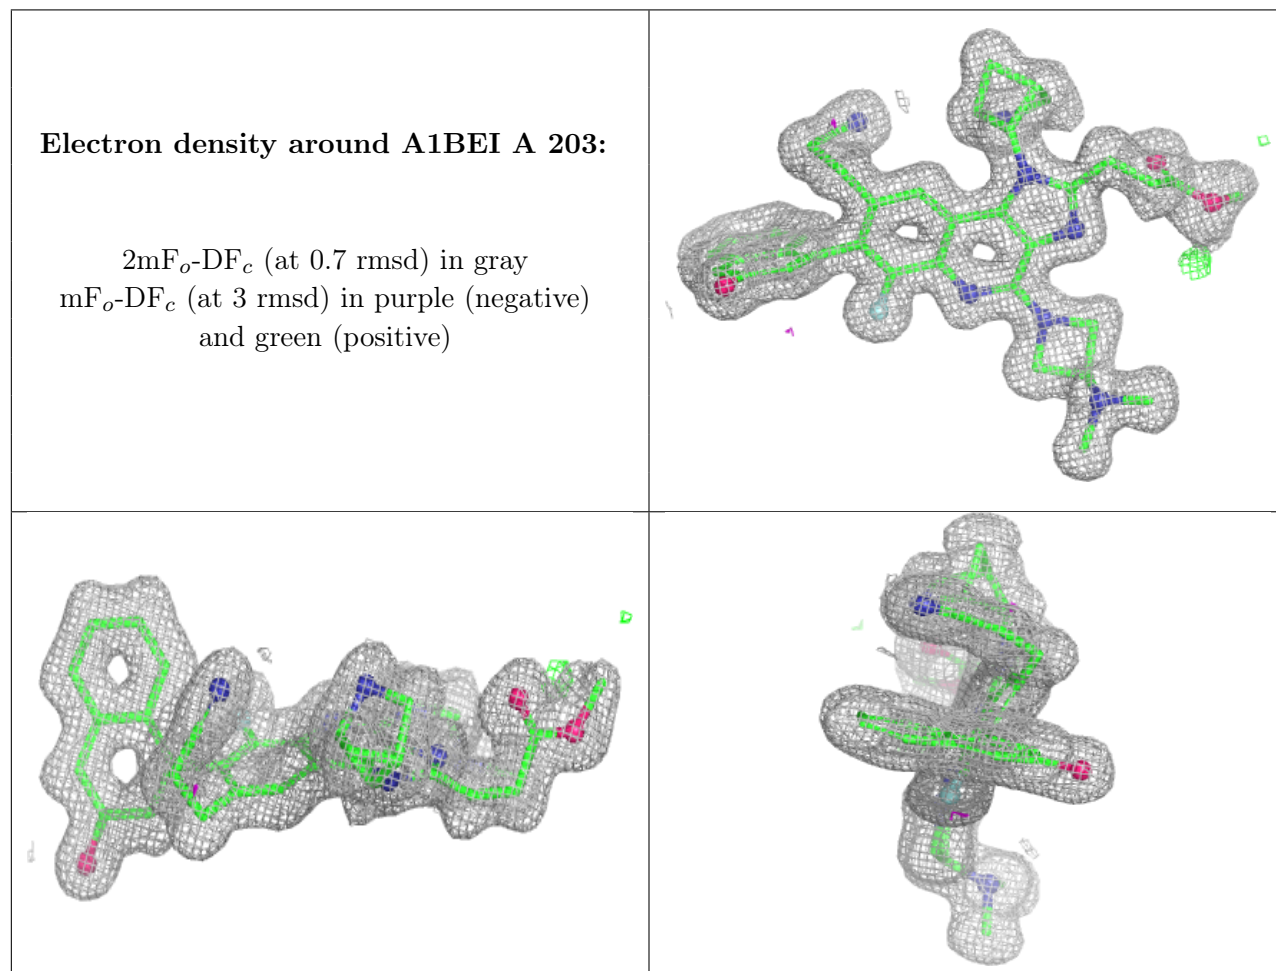 Electron density around A1BEI A 203:
2mFo-DFc (at 0.7 rmsd) in gray
mFo-DFc (at 3 rmsd) in purple (negative)
and green (positive)